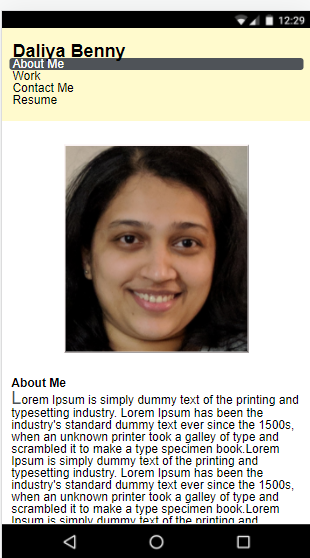 12:29
Daliya Benny
About Me
Work
Contact Me
Resume
About Me
Lorem Ipsum is simply dummy text of the printing and
typesetting industry. Lorem Ipsum has been the
industry's standard dummy text ever since the 1500s,
when an unknown printer took a galley of type and
scrambled it to make a type specimen book.Lorem
Ipsum is simply dummy text of the printing and
typesetting industry. Lorem Ipsum has been the
industry's standard dummy text ever since the 1500s,
when an unknown printer took a galley of type and
scrambled it to make a type specimen book.Lorem
Ipsum is simply dummy text of the printing and